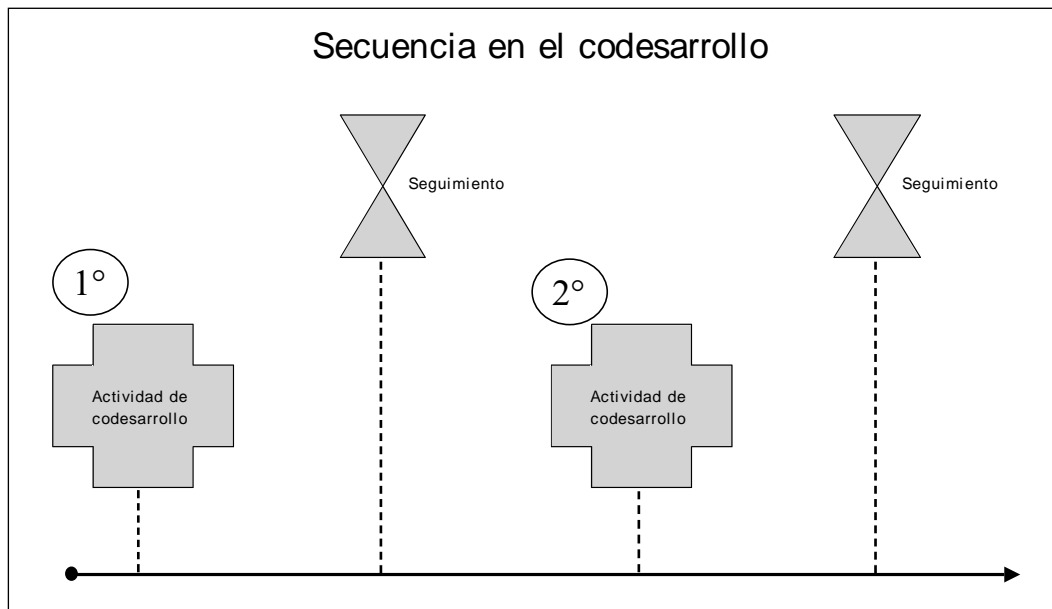 Secuencia en el codesarrollo
Seguimiento
Seguimiento
1°
2°
Actividad de
codesarrollo
Actividad de
codesarrollo